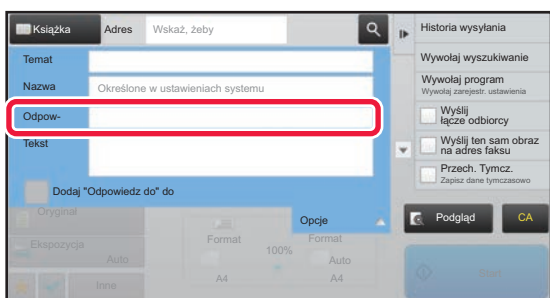 Książka
Adres
Wskaż, żeby
Temat
Nazwa
Określone w ustawieniach systemu
Odpow-
Tekst
Dodaj "Odpowiedz do" do
Oryginał
Ekspozycja
Auto
Inne
Format
A4
100%
Format
Auto
A4
Opcje
Historia wysyłania
Wywołaj wyszukiwanie
Wywołaj program
Wywołaj zarejestr. ustawienia
Wyślij
łącze odbiorcy
Wyślij ten sam obraz
na adres faksu
Przech. Tymcz.
Zapisz dane tymczasowo
Podgląd
CA
Start